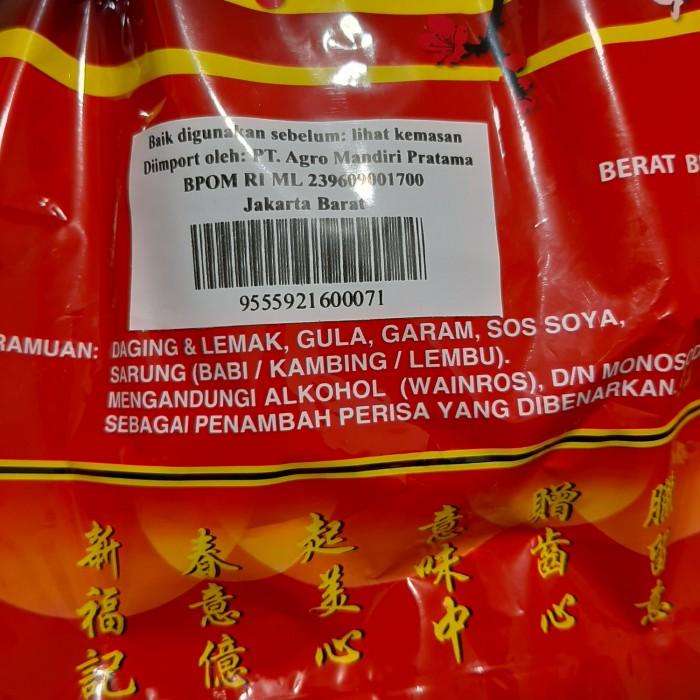 Baik digunakan sebelum: lihat kemasan
Diimport oleh: PT. Agro Mandiri Pratama
BPOM RI ML 239609001700
Jakarta Barat
9555921600071
BERAT
RAMUAN: DAGING & LEMAK, GULA, GARAM, SOS SOYA,
SARUNG (BABI / KAMBING / LEMBU).
MENGANDUNGI ALKOHOL (WAINROS), D/N
SEBAGAI PENAMBAH PERISA YANG DIBENARKAN.
新福記
春意億
起美心
意味中
贈齒心